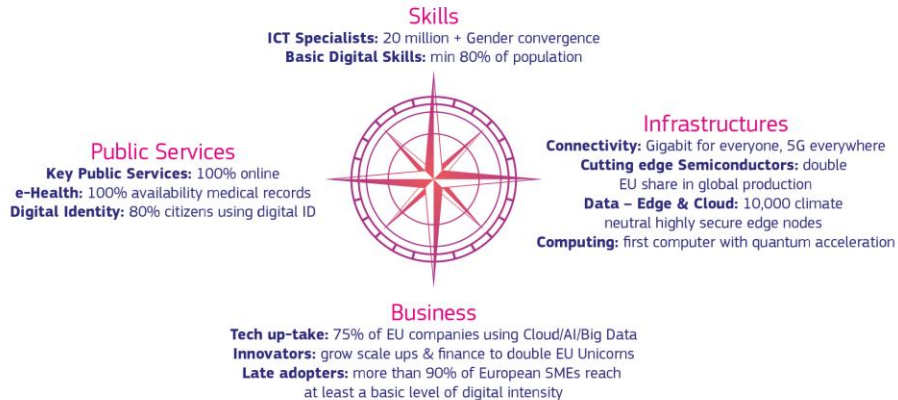 Skills
ICT Specialists: 20 million + Gender convergence
Basic Digital Skills: min 80% of population
Public Services
Key Public Services: 100% online
e-Health: 100% availability medical records
Digital Identity: 80% citizens using digital ID
Infrastructures
Connectivity: Gigabit for everyone, 5G everywhere
Cutting edge Semiconductors: double
EU share in global production
Data – Edge & Cloud: 10,000 climate
neutral highly secure edge nodes
Computing: first computer with quantum acceleration
Business
Tech up-take: 75% of EU companies using Cloud/AI/Big Data
Innovators: grow scale ups & finance to double EU Unicorns
Late adopters: more than 90% of European SMEs reach
at least a basic level of digital intensity